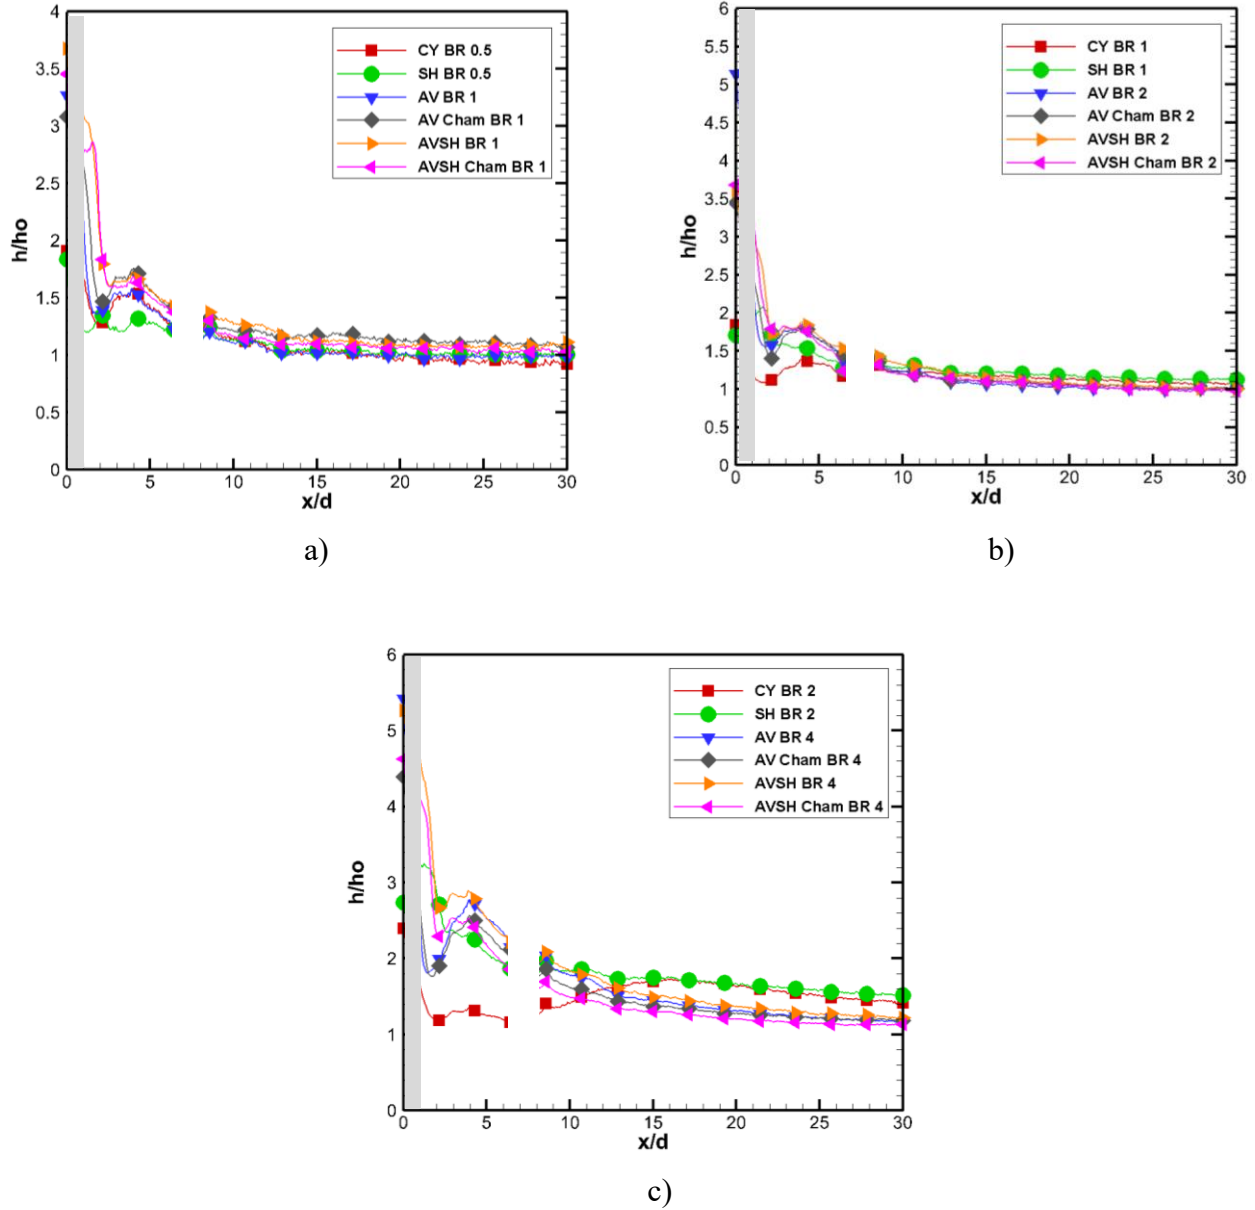 4
3.5
3
2.5
2
1.5
1
0.5
0
h/ho
CY BR 0.5
SH BR 0.5
AV BR 1
AV Cham BR 1
AVSH BR 1
AVSH Cham BR 1
0 5 10 15 20 25 30
x/d
a)
6
5.5
5
4.5
4
3.5
3
2.5
2
1.5
1
0.5
0
h/ho
CY BR 1
SH BR 1
AV BR 2
AV Cham BR 2
AVSH BR 2
AVSH Cham BR 2
0 5 10 15 20 25 30
x/d
b)
6
5
4
3
2
1
0
h/ho
CY BR 2
SH BR 2
AV BR 4
AV Cham BR 4
AVSH BR 4
AVSH Cham BR 4
0 5 10 15 20 25 30
x/d
c)